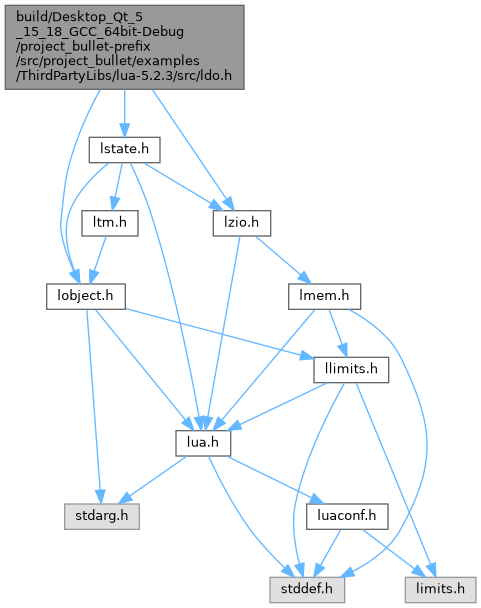 build/Desktop_Qt_5
_15_18_GCC_64bit-Debug
/project_bullet-prefix
/src/project_bullet/examples
/ThirdPartyLibs/lua-5.2.3/src/ldo.h
lstate.h
ltm.h
lzio.h
lobject.h
lmem.h
llimits.h
lua.h
stdarg.h
luaconf.h
stddef.h
limits.h